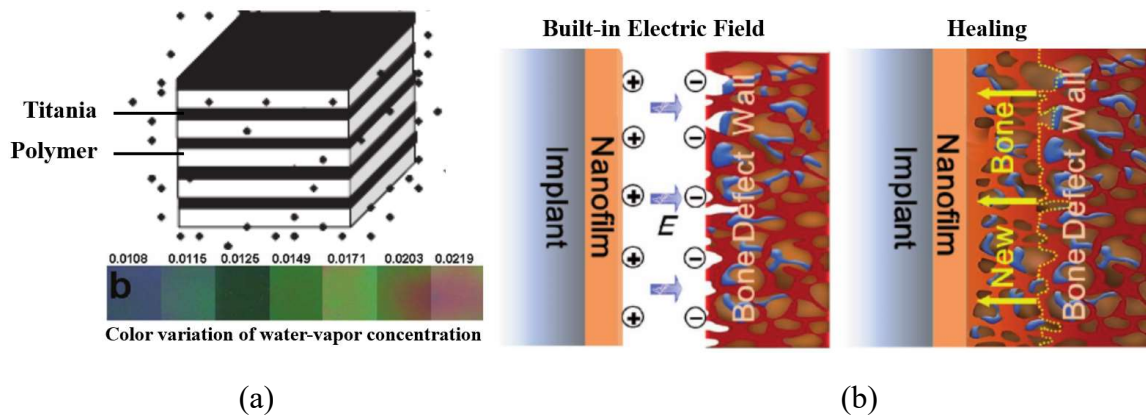 Titania
Polymer
0.0108 0.0115 0.0125 0.0149 0.0171 0.0203 0.0219
b
Color variation of water-vapor concentration
(a)
Built-in Electric Field
Healing
Implant
Nanofilm
+ −
+ −
+ −
E
+ −
+ −
Bone Defect Wall
Implant
Nanofilm
New Bone
Bone Defect Wall
(b)